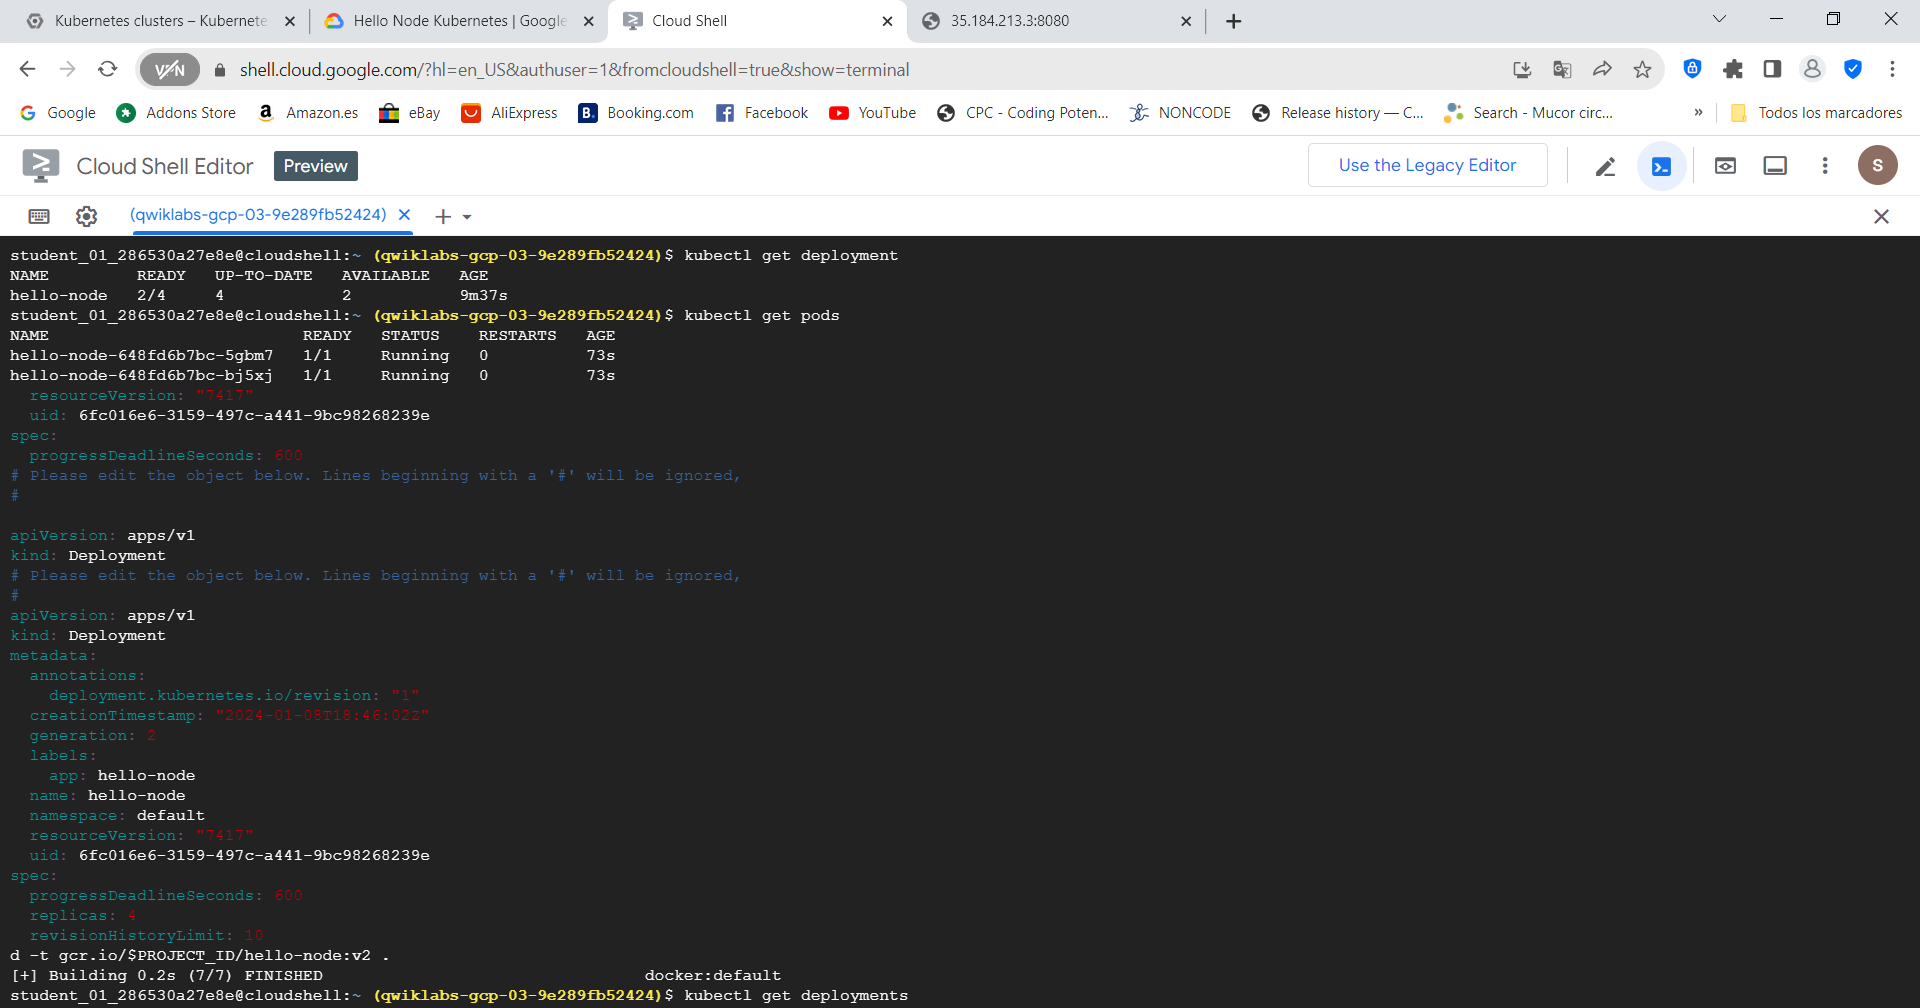 Kubernetes clusters – Kubernete
Hello Node Kubernetes | Google
Cloud Shell
35.184.213.3:8080
VPN
shell.cloud.google.com/?hl=en_US&authuser=1&fromcloudshell=true&show=terminal
Google
Addons Store
Amazon.es
eBay
AliExpress
Booking.com
Facebook
YouTube
CPC - Coding Poten...
NONCODE
Release history — C...
Search - Mucor circ...
»
Todos los marcadores
Cloud Shell Editor
Preview
Use the Legacy Editor
S
(qwiklabs-gcp-03-9e289fb52424)
student_01_286530a27e8e@cloudshell:~ (qwiklabs-gcp-03-9e289fb52424)$ kubectl get deployment
NAME         READY   UP-TO-DATE   AVAILABLE   AGE
hello-node   2/4     4            2           9m37s
student_01_286530a27e8e@cloudshell:~ (qwiklabs-gcp-03-9e289fb52424)$ kubectl get pods
NAME                          READY   STATUS    RESTARTS   AGE
hello-node-648fd6b7bc-5gbm7   1/1     Running   0          73s
hello-node-648fd6b7bc-bj5xj   1/1     Running   0          73s
  resourceVersion: "7417"
  uid: 6fc016e6-3159-497c-a441-9bc98268239e
spec:
  progressDeadlineSeconds: 600
# Please edit the object below. Lines beginning with a '#' will be ignored,
#
apiVersion: apps/v1
kind: Deployment
# Please edit the object below. Lines beginning with a '#' will be ignored,
#
apiVersion: apps/v1
kind: Deployment
metadata:
  annotations:
    deployment.kubernetes.io/revision: "1"
  creationTimestamp: "2024-01-08T18:46:02Z"
  generation: 2
  labels:
    app: hello-node
  name: hello-node
  namespace: default
  resourceVersion: "7417"
  uid: 6fc016e6-3159-497c-a441-9bc98268239e
spec:
  progressDeadlineSeconds: 600
  replicas: 4
  revisionHistoryLimit: 10
d -t gcr.io/$PROJECT_ID/hello-node:v2 .
[+] Building 0.2s (7/7) FINISHED                                 docker:default
student_01_286530a27e8e@cloudshell:~ (qwiklabs-gcp-03-9e289fb52424)$ kubectl get deployments